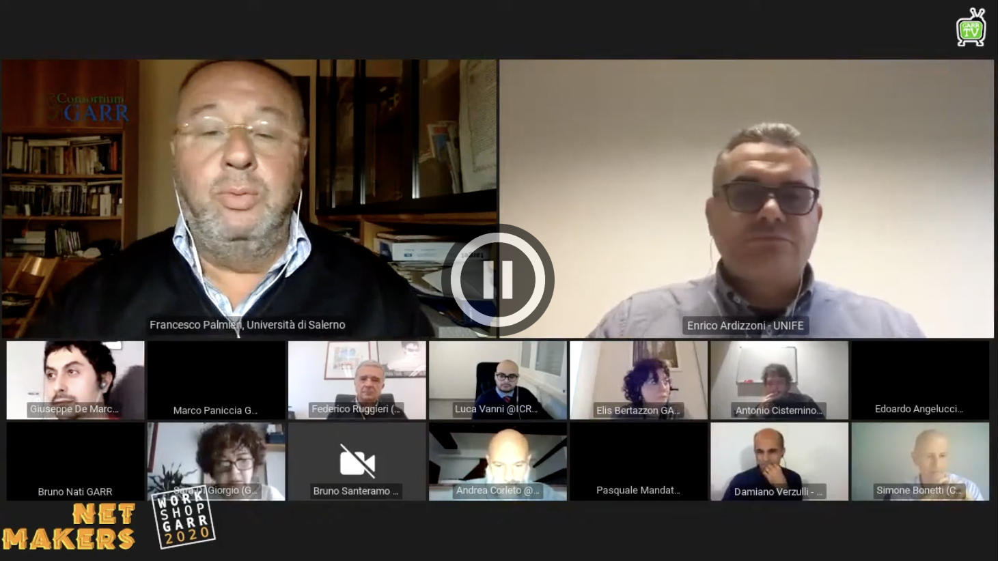 GARR
TV
Consortium
GARR
target
Francesco Palmieri, Università di Salerno
Enrico Ardizzoni - UNIFE
Giuseppe De Marc...
Marco Paniccia G...
Federico Ruggieri (...
Luca Vanni @ICR...
Elis Bertazzon GA...
Antonio Cisternino...
Edoardo Angelucci...
Bruno Nati GARR
Sara Di Giorgio (G...
Bruno Santeramo ...
Andrea Corleto @...
Pasquale Mandat...
Damiano Verzulli - ...
Simone Bonetti (C...
NET
MAKERS
WORK
SHOP
GARR
2020